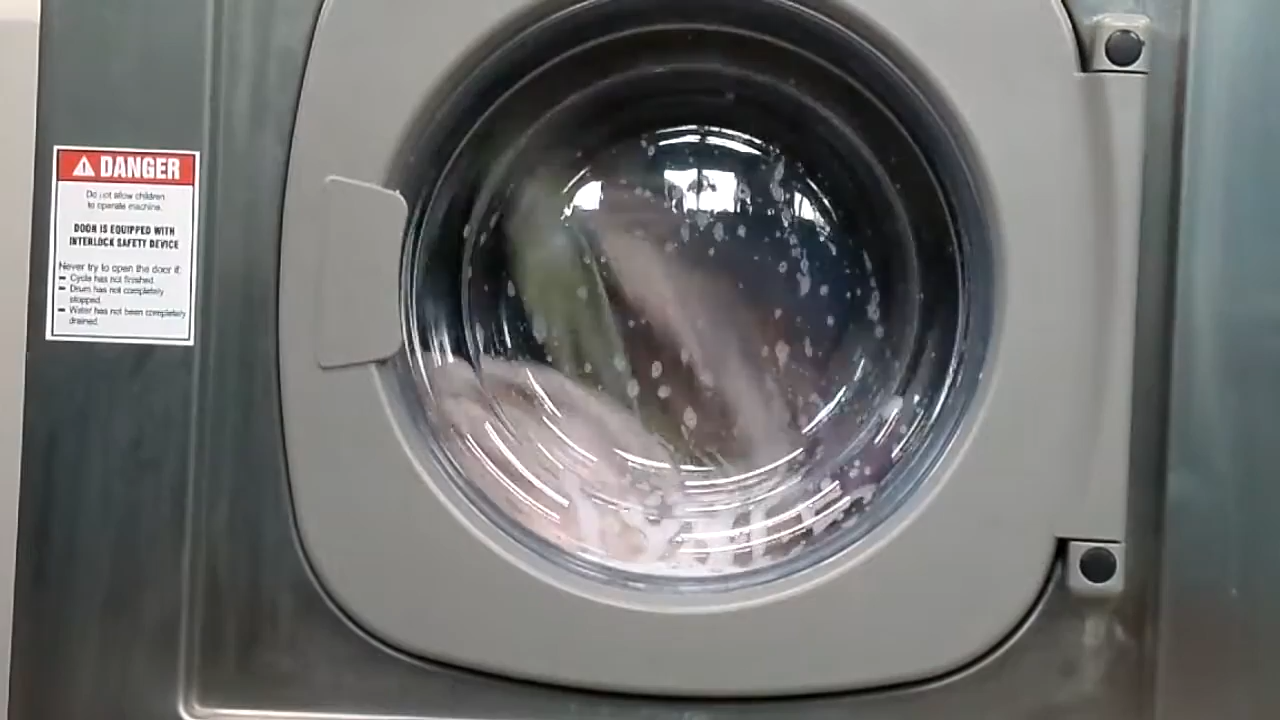 DANGER
Do not allow children
to operate machine.
DOOR IS EQUIPPED WITH
INTERLOCK SAFETY DEVICE
Never try to open the door if:
- Cycle has not finished.
- Drum has not completely
stopped.
- Water has not been completely
drained.